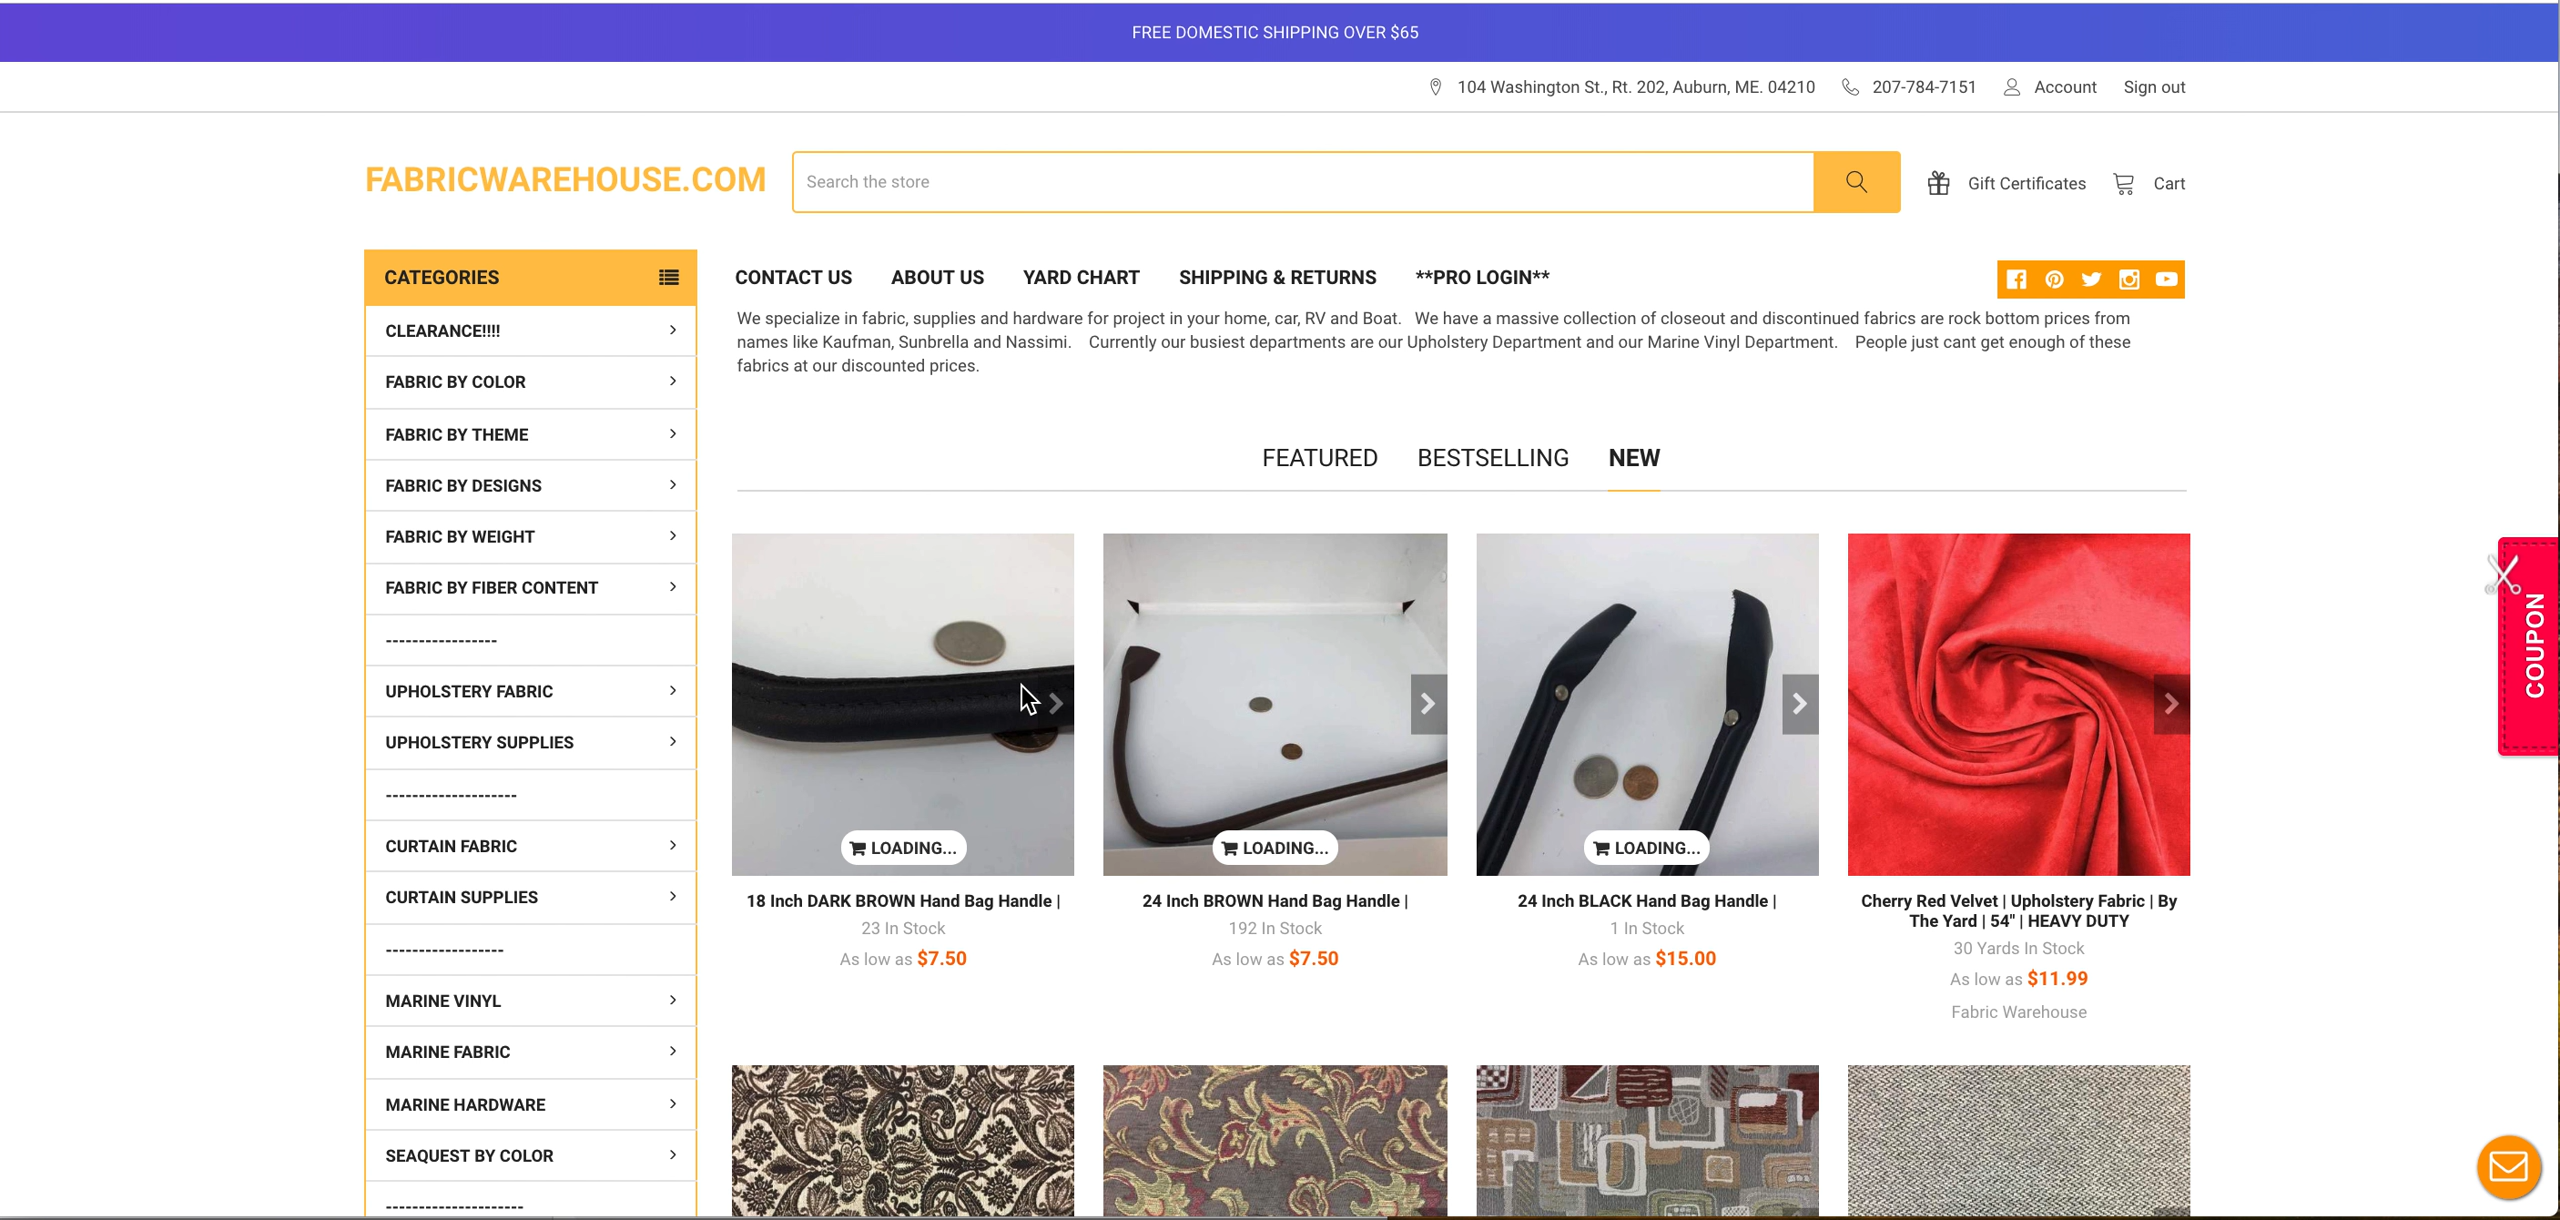 FREE DOMESTIC SHIPPING OVER $65
104 Washington St., Rt. 202, Auburn, ME. 04210
207-784-7151
Account
Sign out
FABRICWAREHOUSE.COM
Search the store
Gift Certificates
Cart
CATEGORIES
CLEARANCE!!!!
FABRIC BY COLOR
FABRIC BY THEME
FABRIC BY DESIGNS
FABRIC BY WEIGHT
FABRIC BY FIBER CONTENT
-----------------
UPHOLSTERY FABRIC
UPHOLSTERY SUPPLIES
--------------------
CURTAIN FABRIC
CURTAIN SUPPLIES
------------------
MARINE VINYL
MARINE FABRIC
MARINE HARDWARE
SEAQUEST BY COLOR
---------------------
CONTACT US
ABOUT US
YARD CHART
SHIPPING & RETURNS
**PRO LOGIN**
We specialize in fabric, supplies and hardware for project in your home, car, RV and Boat. We have a massive collection of closeout and discontinued fabrics are rock bottom prices from
names like Kaufman, Sunbrella and Nassimi. Currently our busiest departments are our Upholstery Department and our Marine Vinyl Department. People just cant get enough of these
fabrics at our discounted prices.
FEATURED
BESTSELLING
NEW
LOADING...
18 Inch DARK BROWN Hand Bag Handle |
23 In Stock
As low as $7.50
LOADING...
24 Inch BROWN Hand Bag Handle |
192 In Stock
As low as $7.50
LOADING...
24 Inch BLACK Hand Bag Handle |
1 In Stock
As low as $15.00
Cherry Red Velvet | Upholstery Fabric | By
The Yard | 54" | HEAVY DUTY
30 Yards In Stock
As low as $11.99
Fabric Warehouse
COUPON